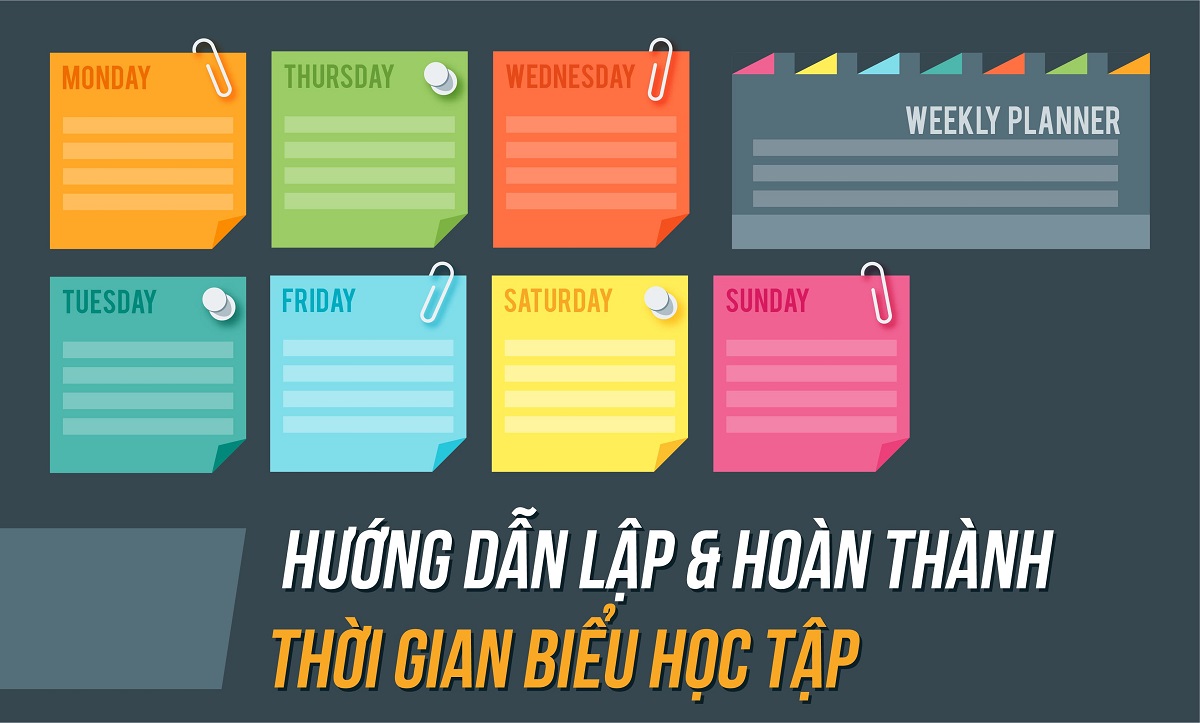 MONDAY
THURSDAY
WEDNESDAY
WEEKLY PLANNER
TUESDAY
FRIDAY
SATURDAY
SUNDAY
HƯỚNG DẪN LẬP & HOÀN THÀNH
THỜI GIAN BIỂU HỌC TẬP